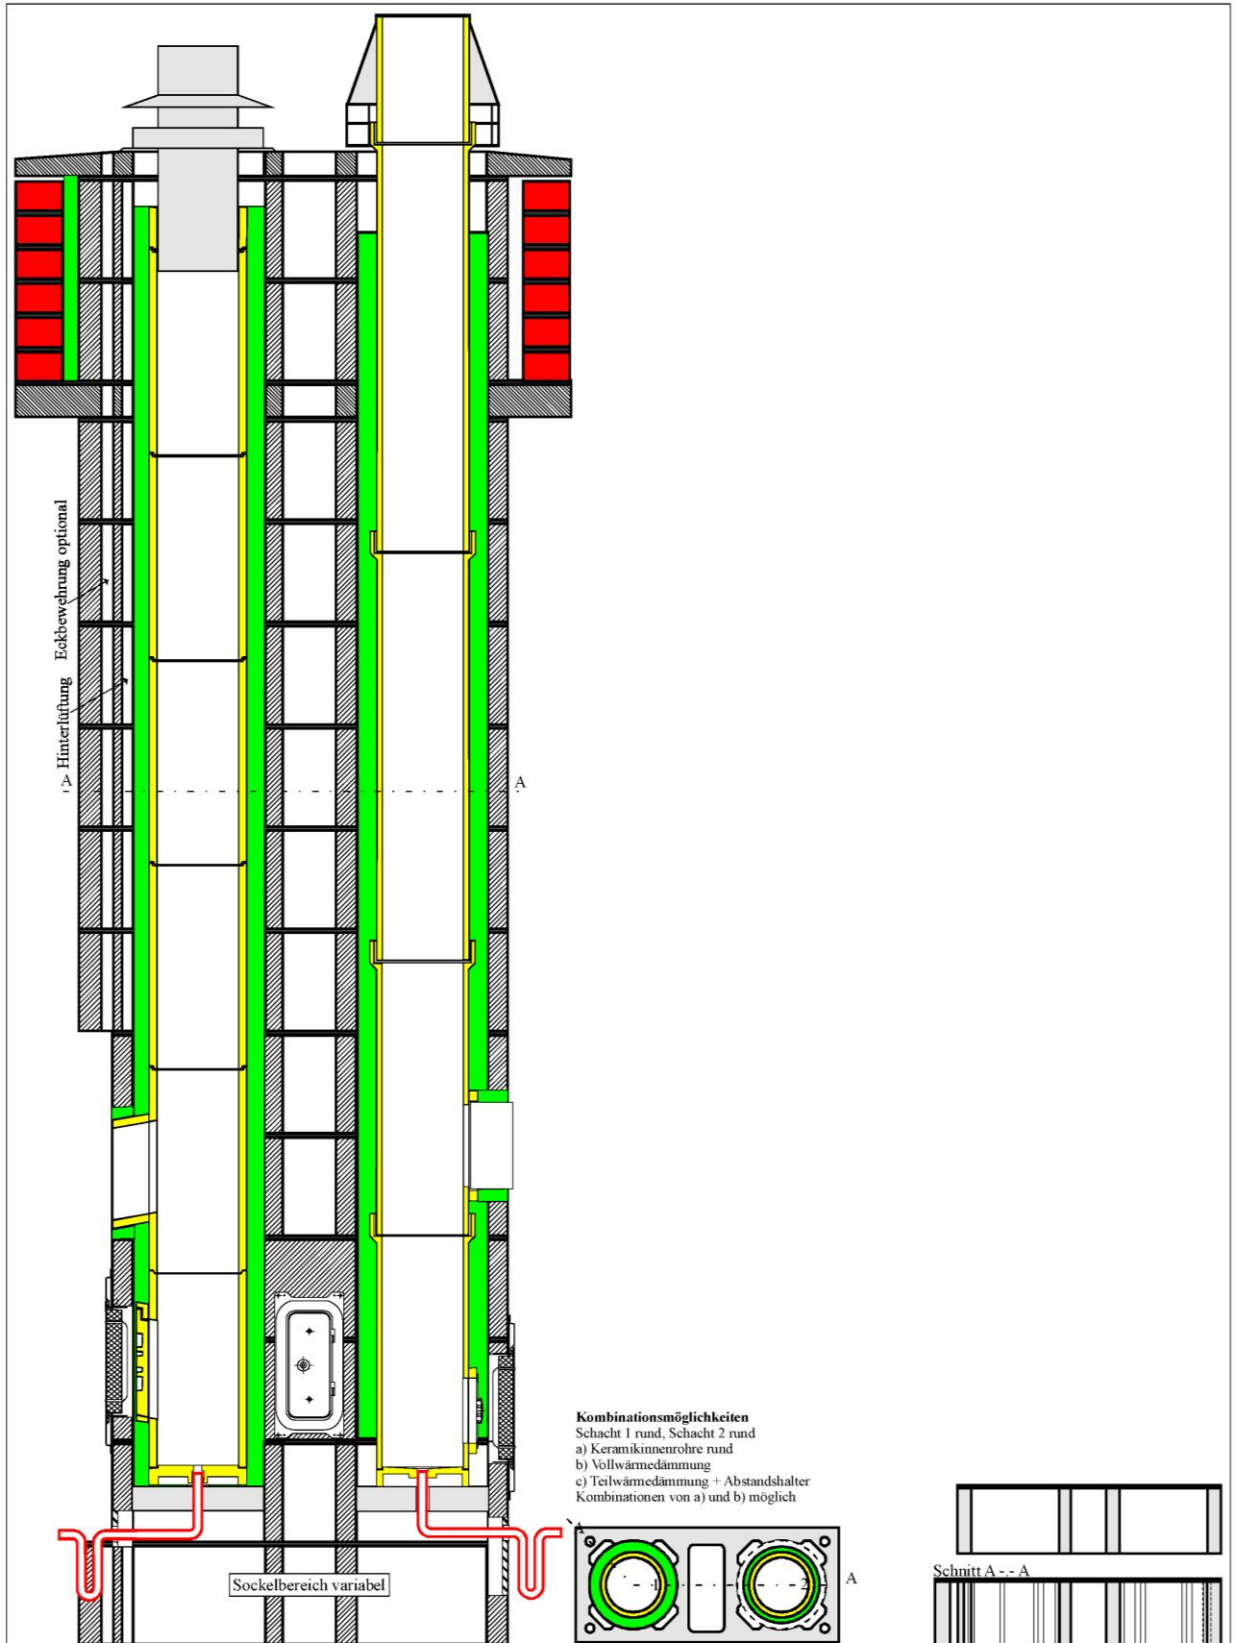 Eckbewehrung optional
Hinterlüftung
A
A
Kombinationsmöglichkeiten
Schacht 1 rund, Schacht 2 rund
a) Keramikinnenrohre rund
b) Vollwärmedämmung
c) Teilwärmedämmung + Abstandshalter
Kombinationen von a) und b) möglich
A
1
2
A
Schnitt A -.- A
Sockelbereich variabel